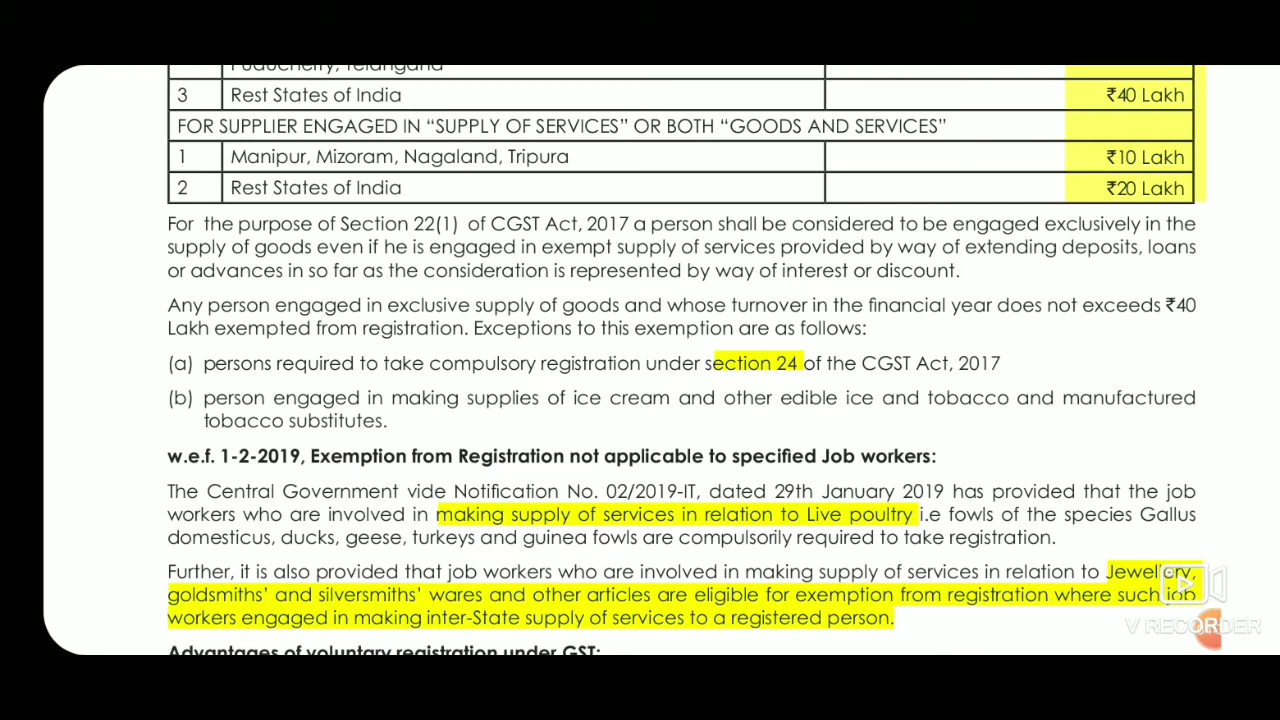 Puducherry, Telangana
3 Rest States of India ₹40 Lakh
FOR SUPPLIER ENGAGED IN “SUPPLY OF SERVICES” OR BOTH “GOODS AND SERVICES”
1 Manipur, Mizoram, Nagaland, Tripura ₹10 Lakh
2 Rest States of India ₹20 Lakh
For the purpose of Section 22(1) of CGST Act, 2017 a person shall be considered to be engaged exclusively in the
supply of goods even if he is engaged in exempt supply of services provided by way of extending deposits, loans
or advances in so far as the consideration is represented by way of interest or discount.
Any person engaged in exclusive supply of goods and whose turnover in the financial year does not exceeds ₹40
Lakh exempted from registration. Exceptions to this exemption are as follows:
(a) persons required to take compulsory registration under section 24 of the CGST Act, 2017
(b) person engaged in making supplies of ice cream and other edible ice and tobacco and manufactured
tobacco substitutes.
w.e.f. 1-2-2019, Exemption from Registration not applicable to specified Job workers:
The Central Government vide Notification No. 02/2019-IT, dated 29th January 2019 has provided that the job
workers who are involved in making supply of services in relation to Live poultry i.e fowls of the species Gallus
domesticus, ducks, geese, turkeys and guinea fowls are compulsorily required to take registration.
Further, it is also provided that job workers who are involved in making supply of services in relation to Jewellery,
goldsmiths’ and silversmiths’ wares and other articles are eligible for exemption from registration where such job
workers engaged in making inter-State supply of services to a registered person.
V RECORDER
Advantages of voluntary registration under GST: